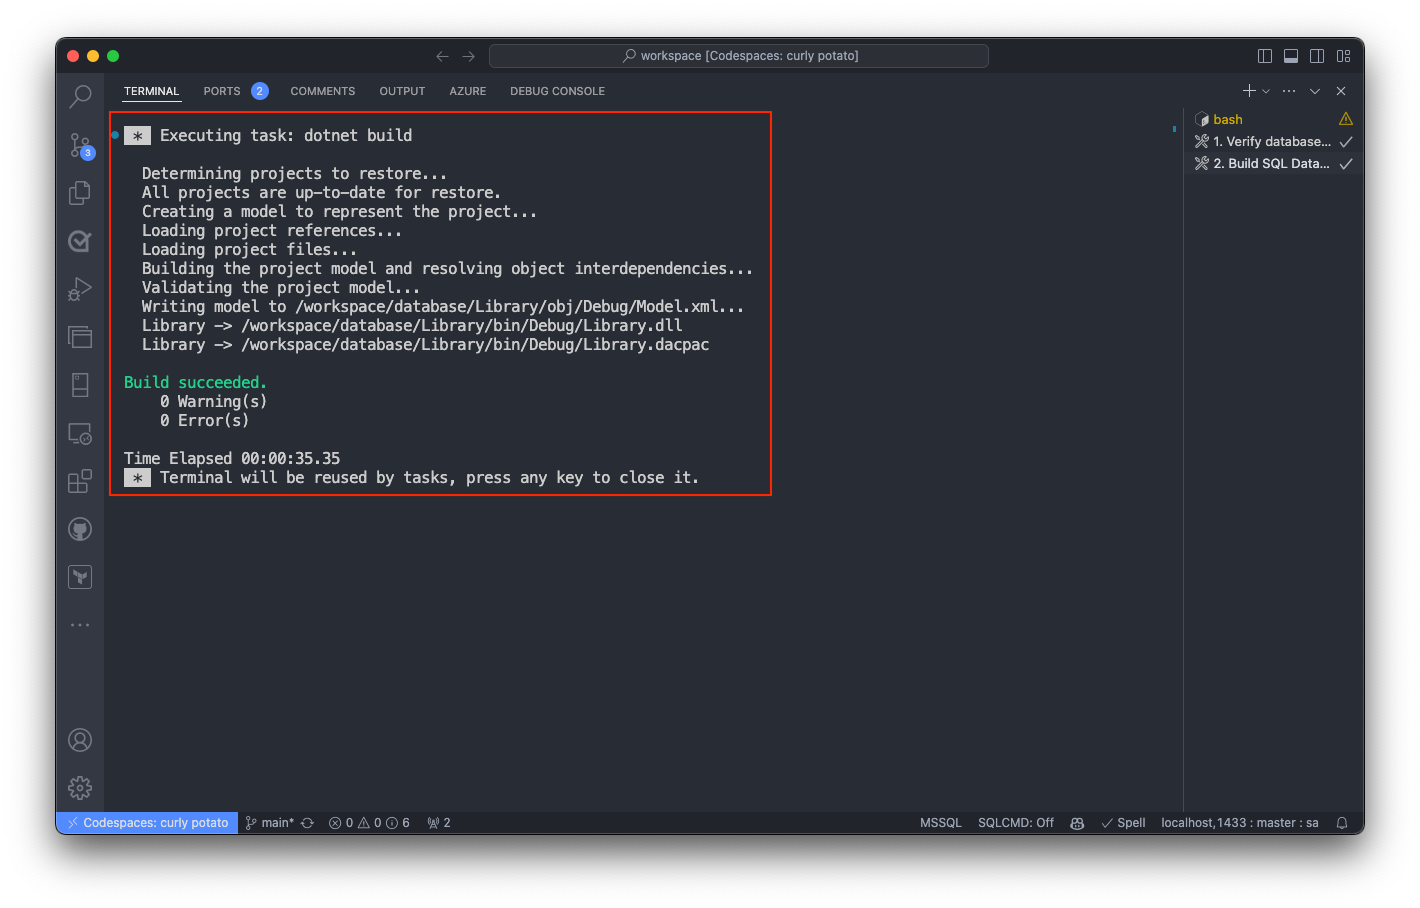 workspace [Codespaces: curly potato]
TERMINAL PORTS 2 COMMENTS OUTPUT AZURE DEBUG CONSOLE
* Executing task: dotnet build
Determining projects to restore...
All projects are up-to-date for restore.
Creating a model to represent the project...
Loading project references...
Loading project files...
Building the project model and resolving object interdependencies...
Validating the project model...
Writing model to /workspace/database/Library/obj/Debug/Model.xml...
Library -> /workspace/database/Library/bin/Debug/Library.dll
Library -> /workspace/database/Library/bin/Debug/Library.dacpac
Build succeeded.
0 Warning(s)
0 Error(s)
Time Elapsed 00:00:35.35
* Terminal will be reused by tasks, press any key to close it.
bash
1. Verify database...
2. Build SQL Data...
3
Codespaces: curly potato main* 0 0 6 2 MSSQL SQLCMD: Off Spell localhost,1433 : master : sa